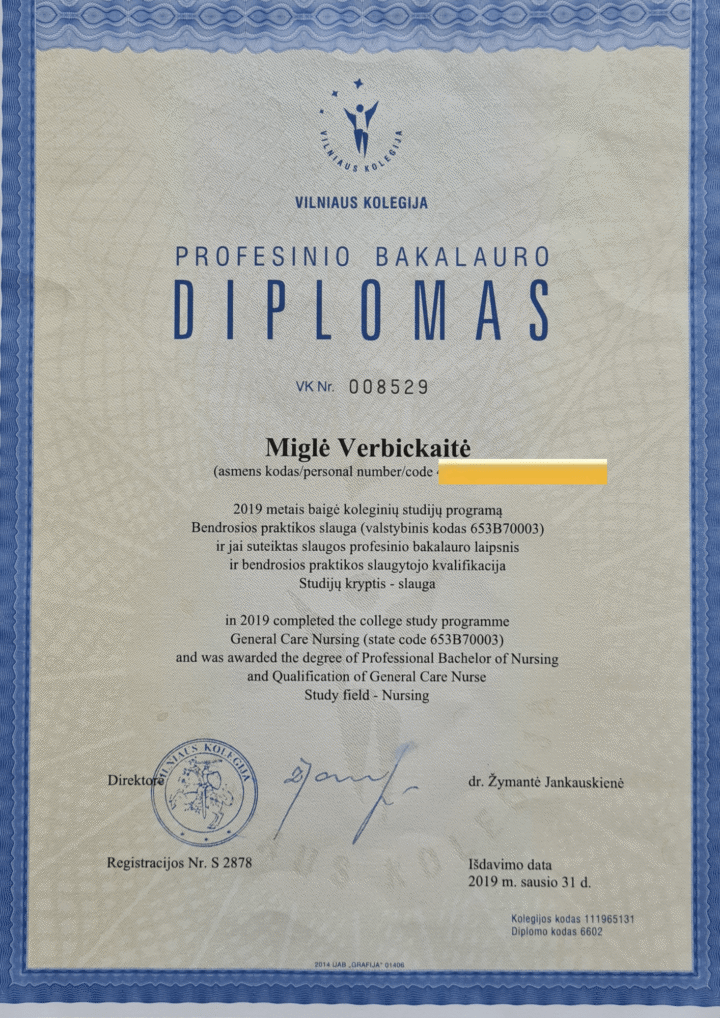 VILNIAUS KOLEGIJA
VILNIAUS KOLEGIJA
PROFESINIO BAKALAURO
DIPLOMAS
VK Nr. 008529
Miglė Verbickaitė
(asmens kodas/personal number/code
2019 metais baigė koleginių studijų programą
Bendrosios praktikos slauga (valstybinis kodas 653B70003)
ir jai suteiktas slaugos profesinio bakalauro laipsnis
ir bendrosios praktikos slaugytojo kvalifikacija
Studijų kryptis - slauga
in 2019 completed the college study programme
General Care Nursing (state code 653B70003)
and was awarded the degree of Professional Bachelor of Nursing
and Qualification of General Care Nurse
Study field - Nursing
Direktorė
VILNIAUS KOLEGIJA
dr. Žymantė Jankauskienė
Registracijos Nr. S 2878
Išdavimo data
2019 m. sausio 31 d.
Kolegijos kodas 111965131
Diplomo kodas 6602
2014 UAB „GRAFIJA" 01406